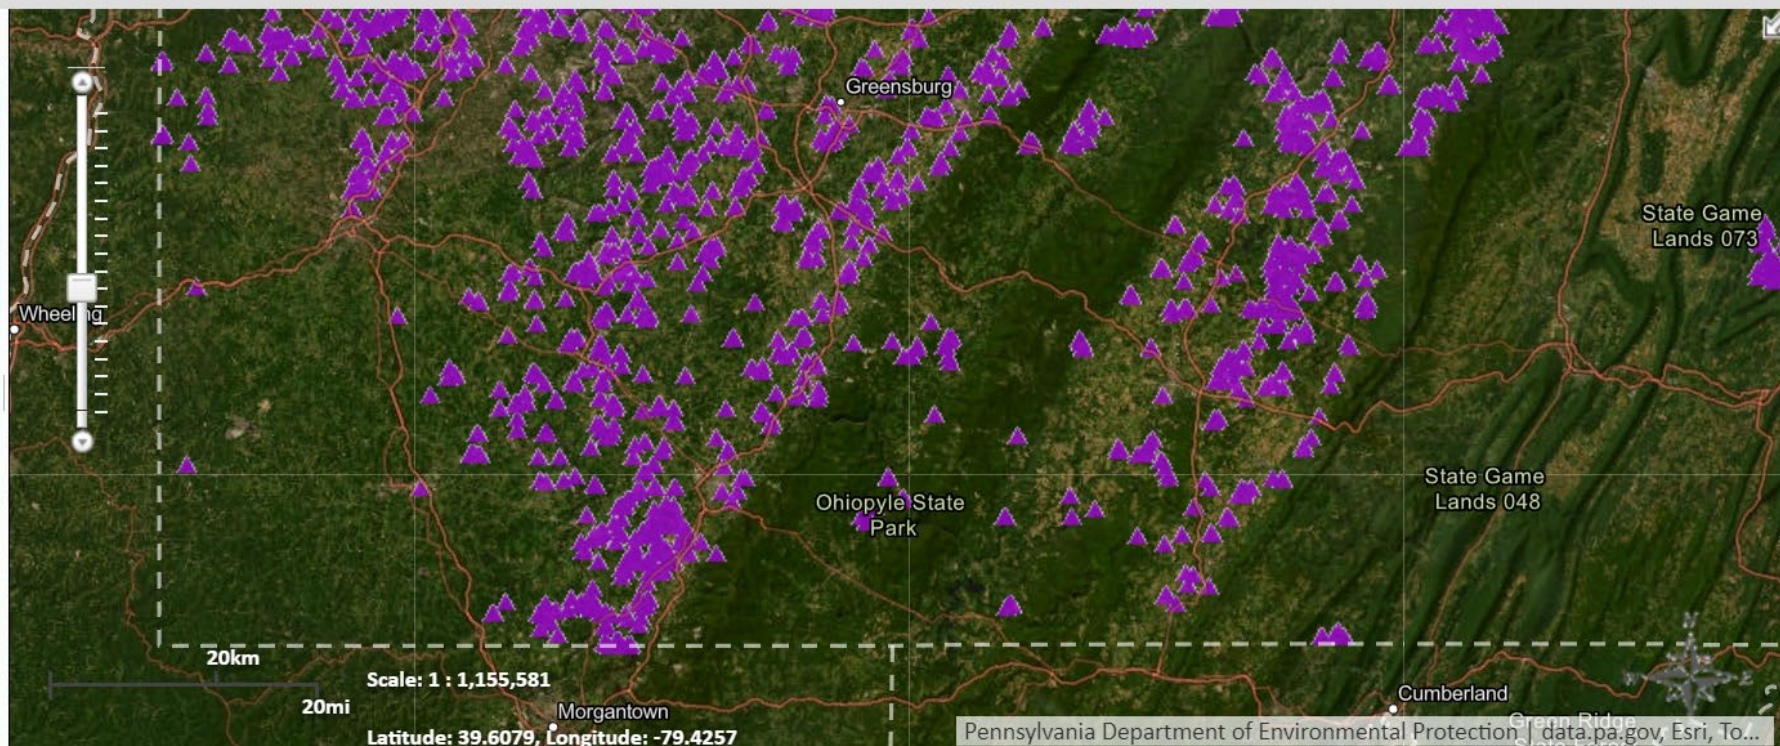 Greensburg
State Game
Lands 073
Wheeling
State Game
Lands 048
Ohiopyle State
Park
20km
Scale: 1 : 1,155,581
20mi
Cumberland
Morgantown
Green Ridge
Latitude: 39.6079, Longitude: -79.4257
Pennsylvania Department of Environmental Protection | data.pa.gov, Esri, To...
N
E